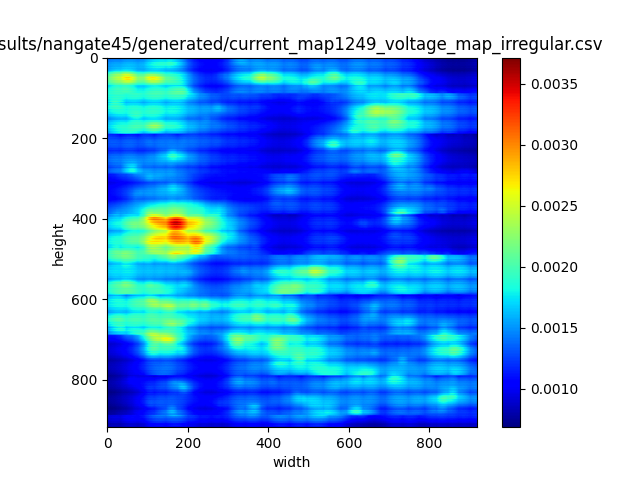 sults/nangate45/generated/current_map1249_voltage_map_irregular.csv
0
200
400
600
800
height
0 200 400 600 800
width
0.0035
0.0030
0.0025
0.0020
0.0015
0.0010